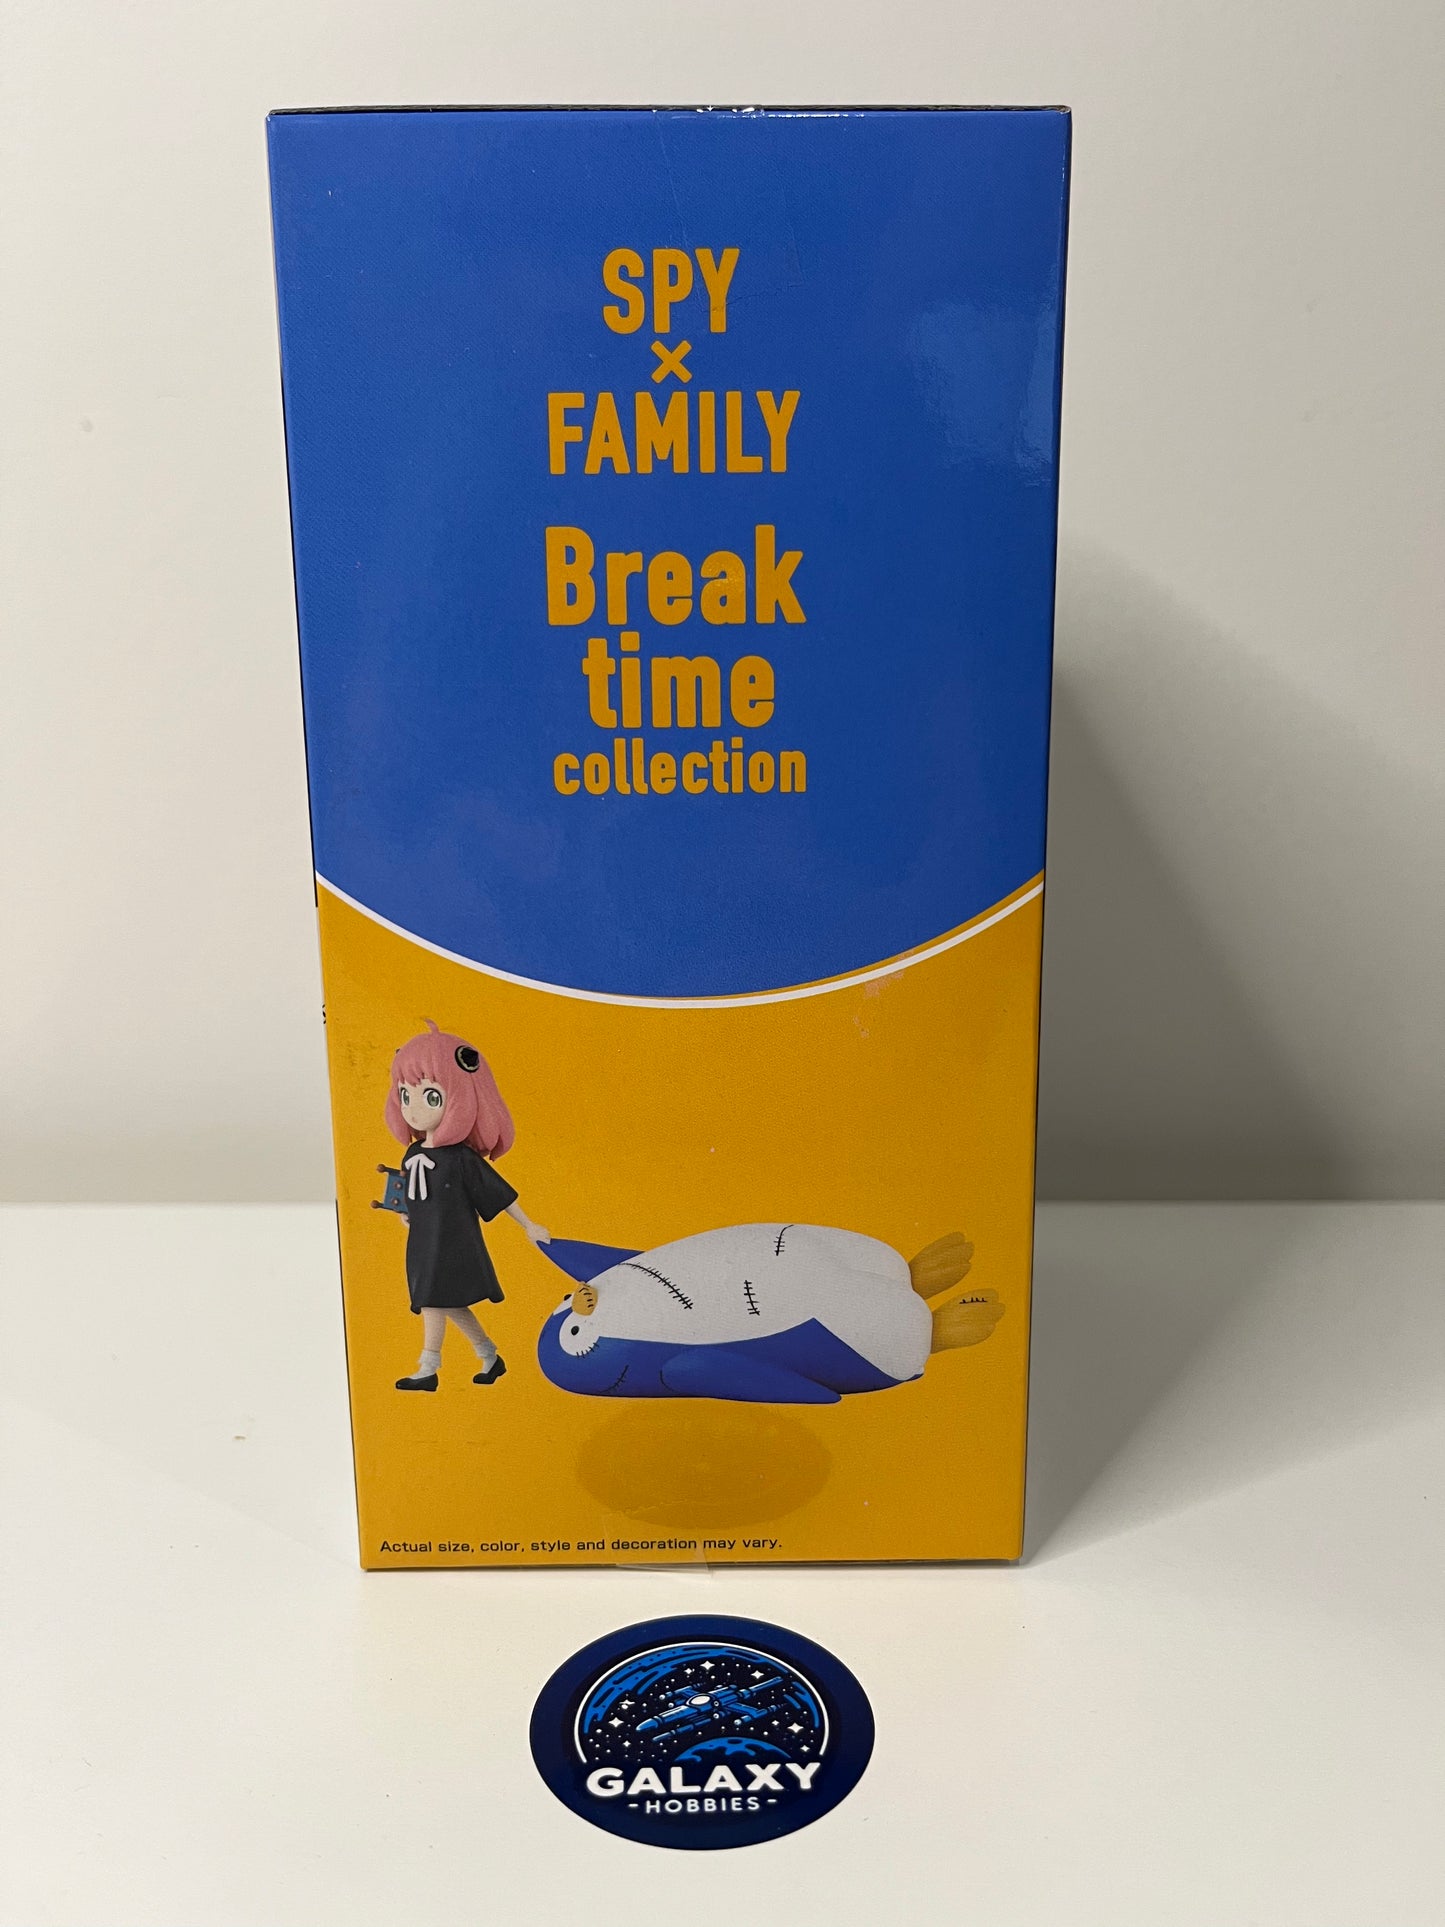 SPY
×
FAMILY
Break
time
collection
Actual size, color, style and decoration may vary.
GALAXY
-HOBBIES-